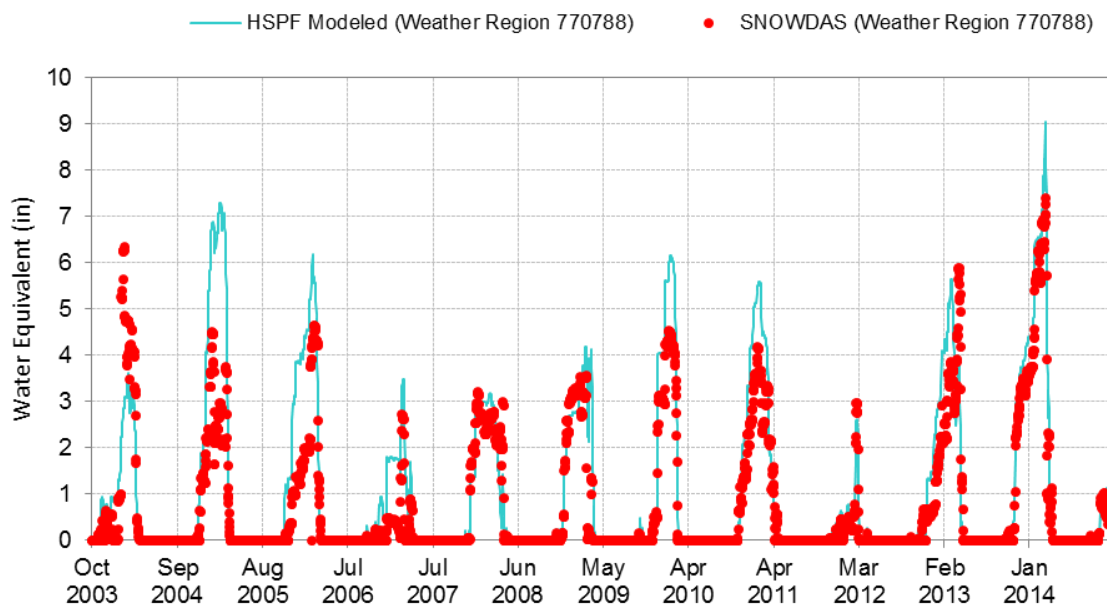 HSPF Modeled (Weather Region 770788) SNOWDAS (Weather Region 770788)
Water Equivalent (in)
10
9
8
7
6
5
4
3
2
1
0
Oct Sep Aug Jul Jul Jun May Apr Apr Mar Feb Jan
2003 2004 2005 2006 2007 2008 2009 2010 2011 2012 2013 2014